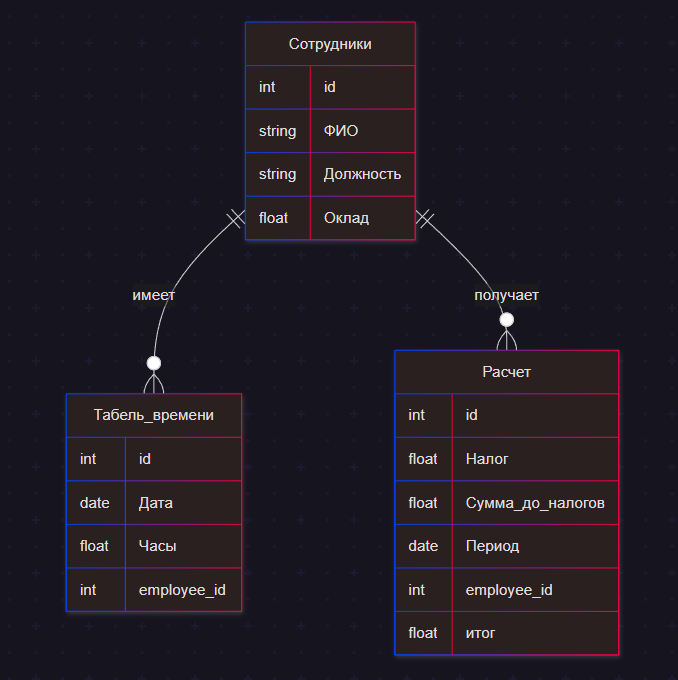 Сотрудники
int id
string ФИО
string Должность
float Оклад
имеет
получает
Табель_времени
int id
date Дата
float Часы
int employee_id
Расчет
int id
float Налог
float Сумма_до_налогов
date Период
int employee_id
float итог